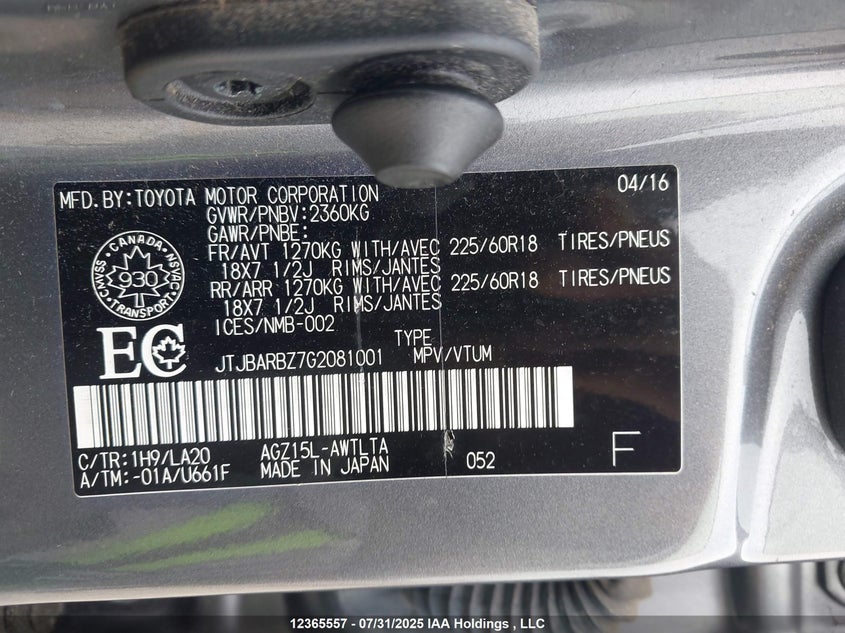 MFD.BY:TOYOTA MOTOR CORPORATION 04/16
GVWR/PNBV:2360KG
GAWR/PNBE:
FR/AVT 1270KG WITH/AVEC 225/60R18 TIRES/PNEUS
18X7 1/2J RIMS/JANTES
RR/ARR 1270KG WITH/AVEC 225/60R18 TIRES/PNEUS
18X7 1/2J RIMS/JANTES
ICES/NMB-002
CANADA
CMVSS 930 NSVAC
TRANSPORT
EC
TYPE
JTJBARBZ7G2081001 MPV/VTUM
C/TR:1H9/LA20 AGZ15L-AWTLTA
A/TM:-01A/U661F MADE IN JAPAN 052 F
12365557 - 07/31/2025 IAA Holdings , LLC